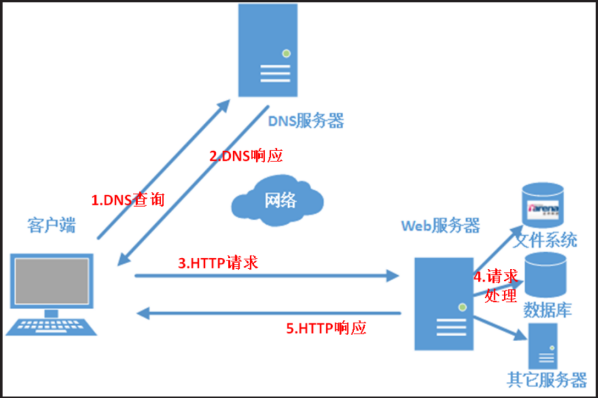 DNS服务器
2.DNS响应
1.DNS查询
网络
客户端
Web服务器
文件系统
3.HTTP请求
4.请求
处理
数据库
5.HTTP响应
其它服务器